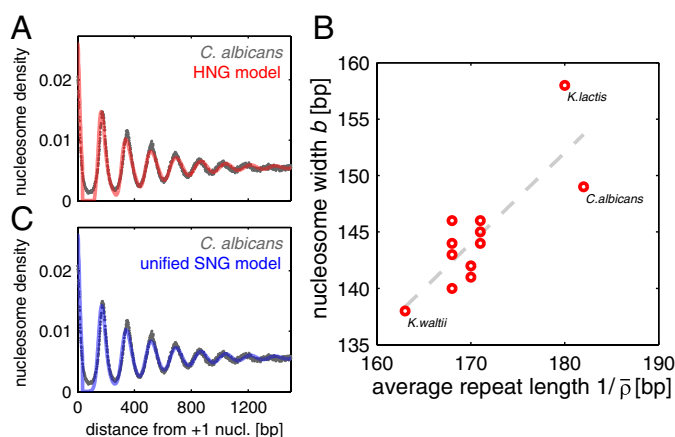 A
C. albicans
HNG model
nucleosome density
0.02
0.01
0
C
C. albicans
unified SNG model
nucleosome density
0.02
0.01
0
0 400 800 1200
distance from +1 nucl. [bp]
B
nucleosome width b [bp]
160
155
150
145
140
135
K.lactis
C.albicans
K.waltii
160 170 180 190
average repeat length 1/ρ̄ [bp]